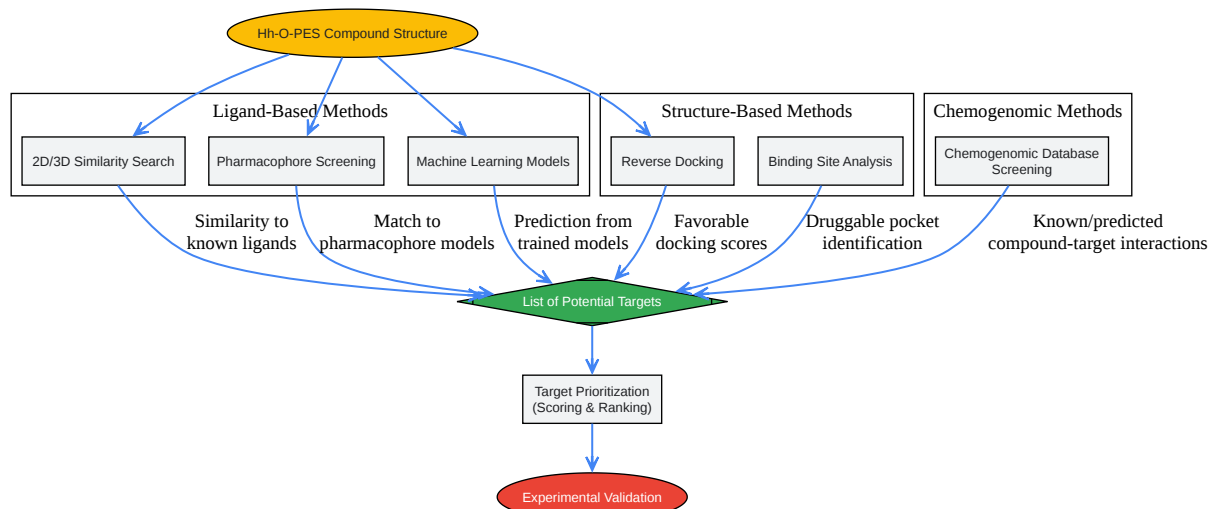 Hh-O-PES Compound Structure
Ligand-Based Methods
Structure-Based Methods
Chemogenomic Methods
2D/3D Similarity Search
Pharmacophore Screening
Machine Learning Models
Reverse Docking
Binding Site Analysis
Chemogenomic Database
Screening
Similarity to
known ligands
Match to
pharmacophore models
Prediction from
trained models
Favorable
docking scores
Druggable pocket
identification
Known/predicted
compound-target interactions
List of Potential Targets
Target Prioritization
(Scoring & Ranking)
Experimental Validation